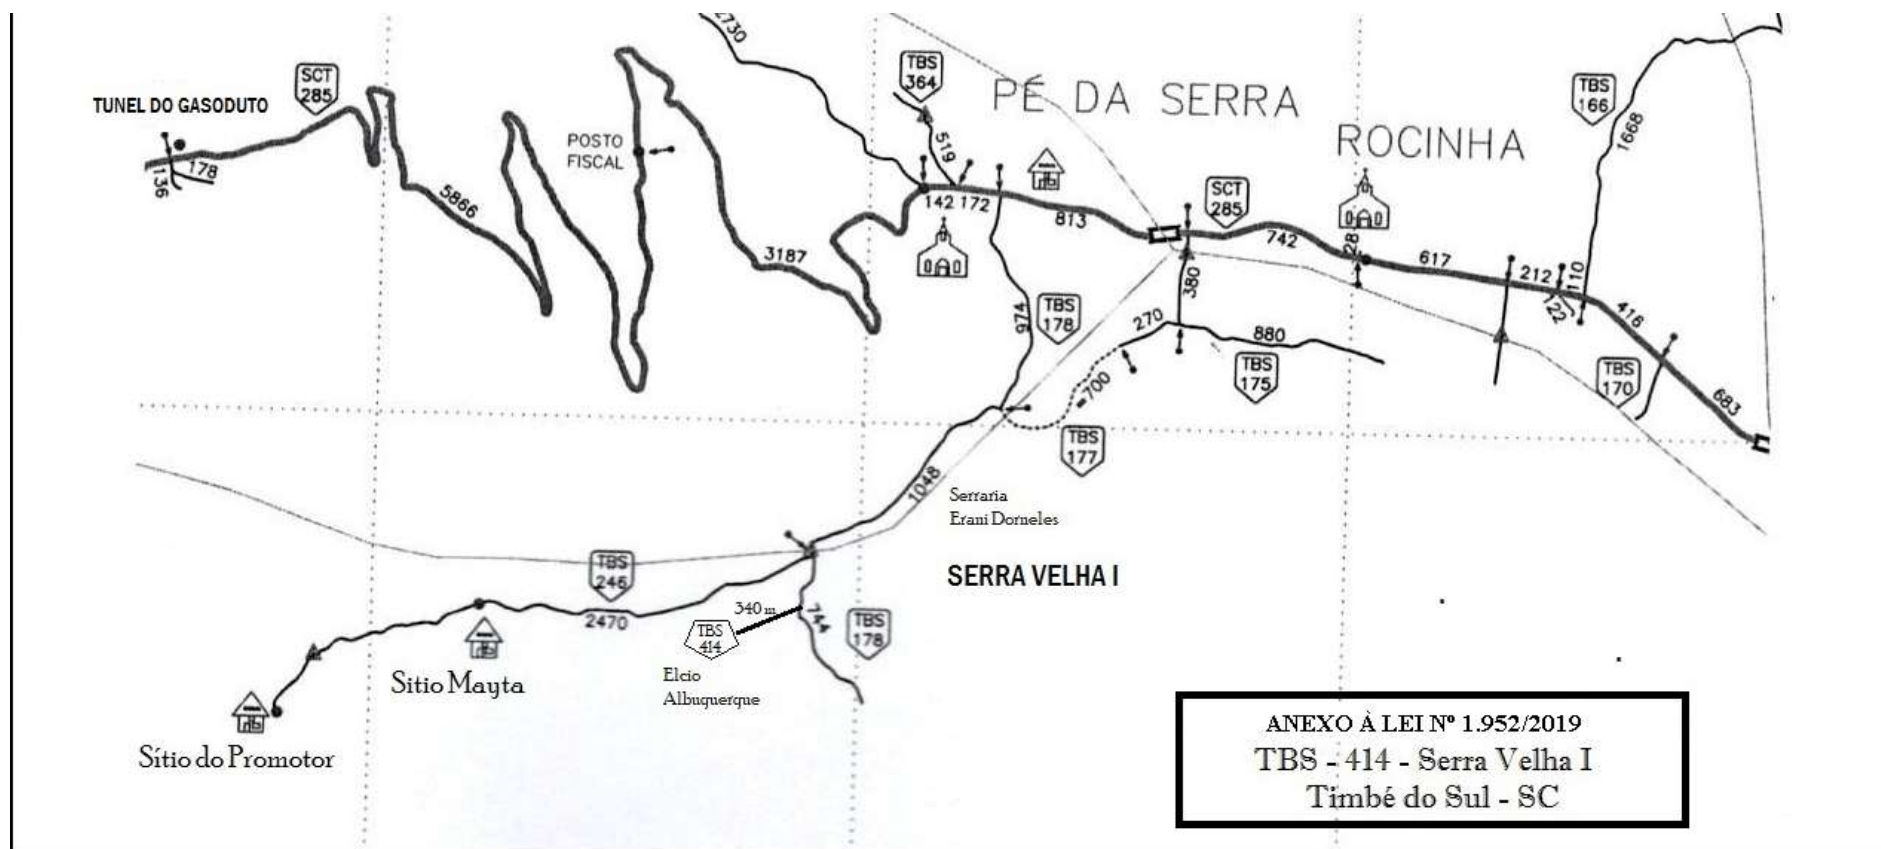 2730
SCT
285
TUNEL DO GASODUTO
178
136
5866
POSTO
FISCAL
3187
TBS
364
519
142
172
PÉ DA SERRA
813
SCT
285
ROCINHA
742
28
617
212
110
122
TBS
166
1668
416
TBS
170
683
974
TBS
178
380
270
880
TBS
175
≈700
TBS
177
1048
Serraria
Erani Dorneles
SERRA VELHA I
TBS
246
2470
340 m
TBS
414
744
TBS
178
Elcio
Albuquerque
Sitio Mayta
Sítio do Promotor
ANEXO À LEI Nº 1.952/2019
TBS - 414 - Serra Velha I
Timbé do Sul - SC